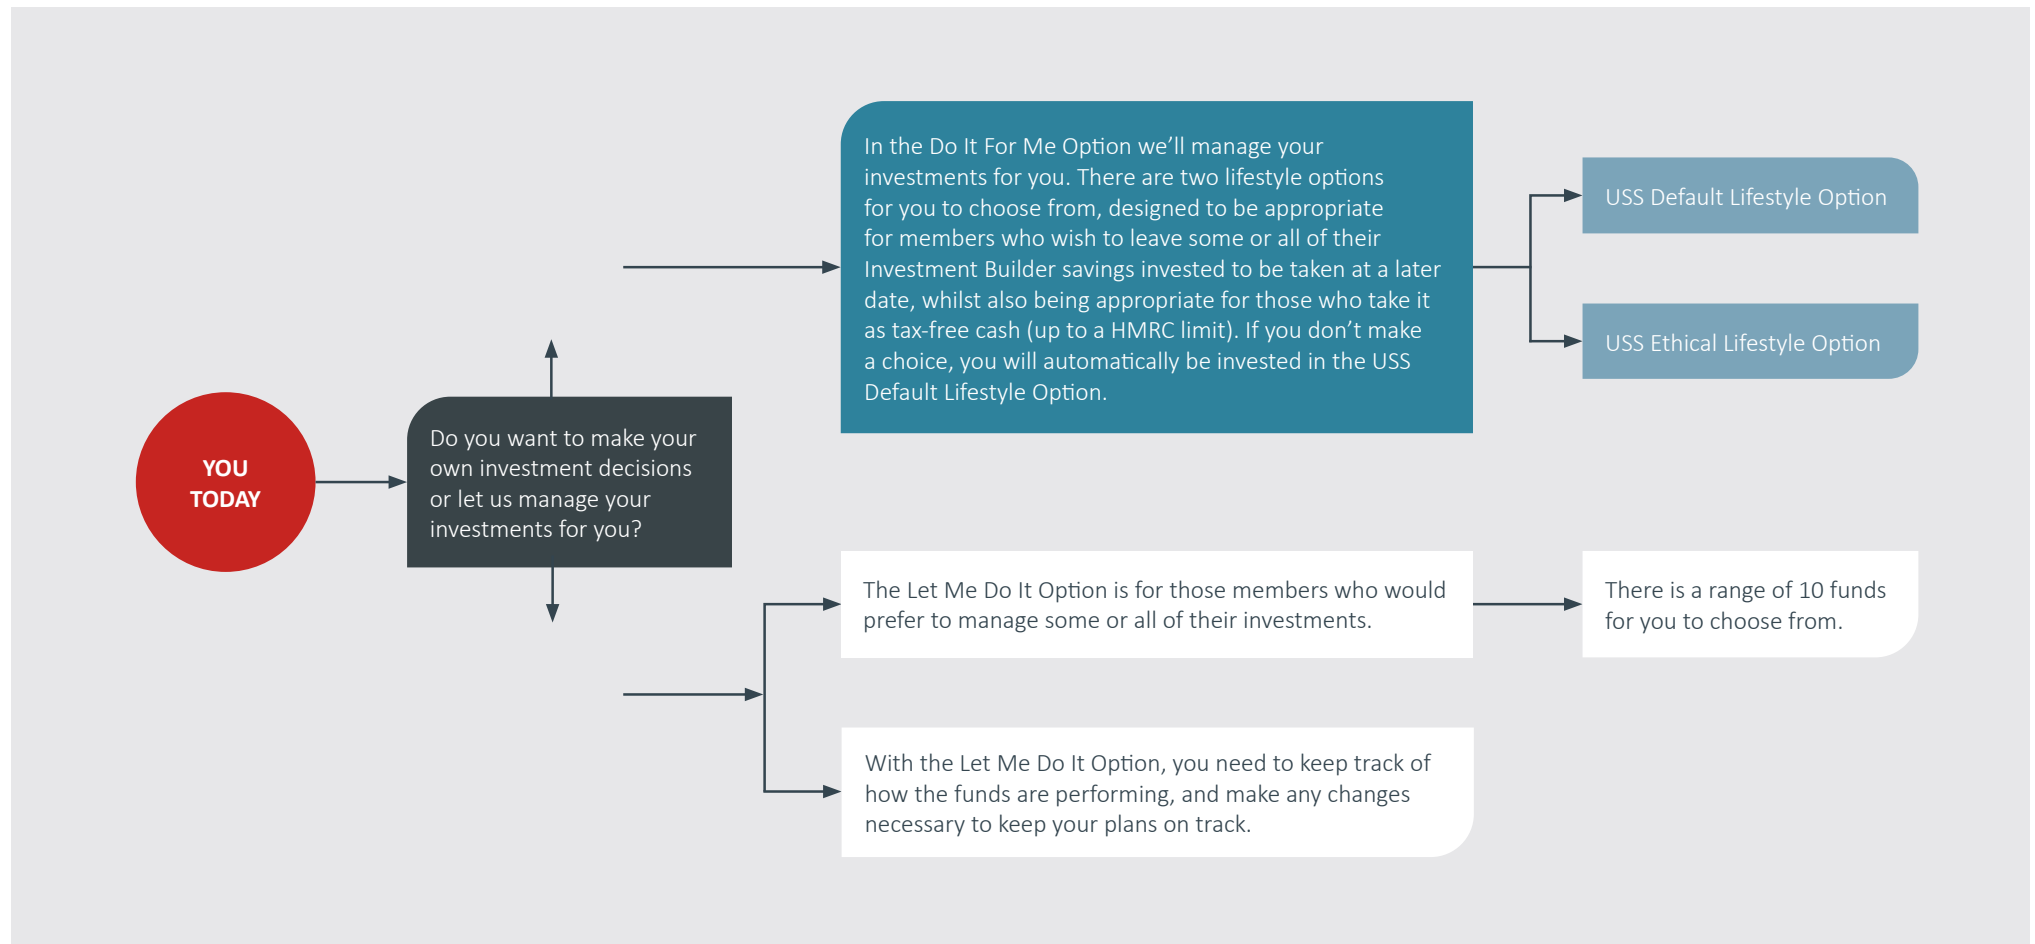 YOU
TODAY
Do you want to make your
own investment decisions
or let us manage your
investments for you?
In the Do It For Me Option we’ll manage your
investments for you. There are two lifestyle options
for you to choose from, designed to be appropriate
for members who wish to leave some or all of their
Investment Builder savings invested to be taken at a later
date, whilst also being appropriate for those who take it
as tax-free cash (up to a HMRC limit). If you don’t make
a choice, you will automatically be invested in the USS
Default Lifestyle Option.
USS Default Lifestyle Option
USS Ethical Lifestyle Option
The Let Me Do It Option is for those members who would
prefer to manage some or all of their investments.
There is a range of 10 funds
for you to choose from.
With the Let Me Do It Option, you need to keep track of
how the funds are performing, and make any changes
necessary to keep your plans on track.